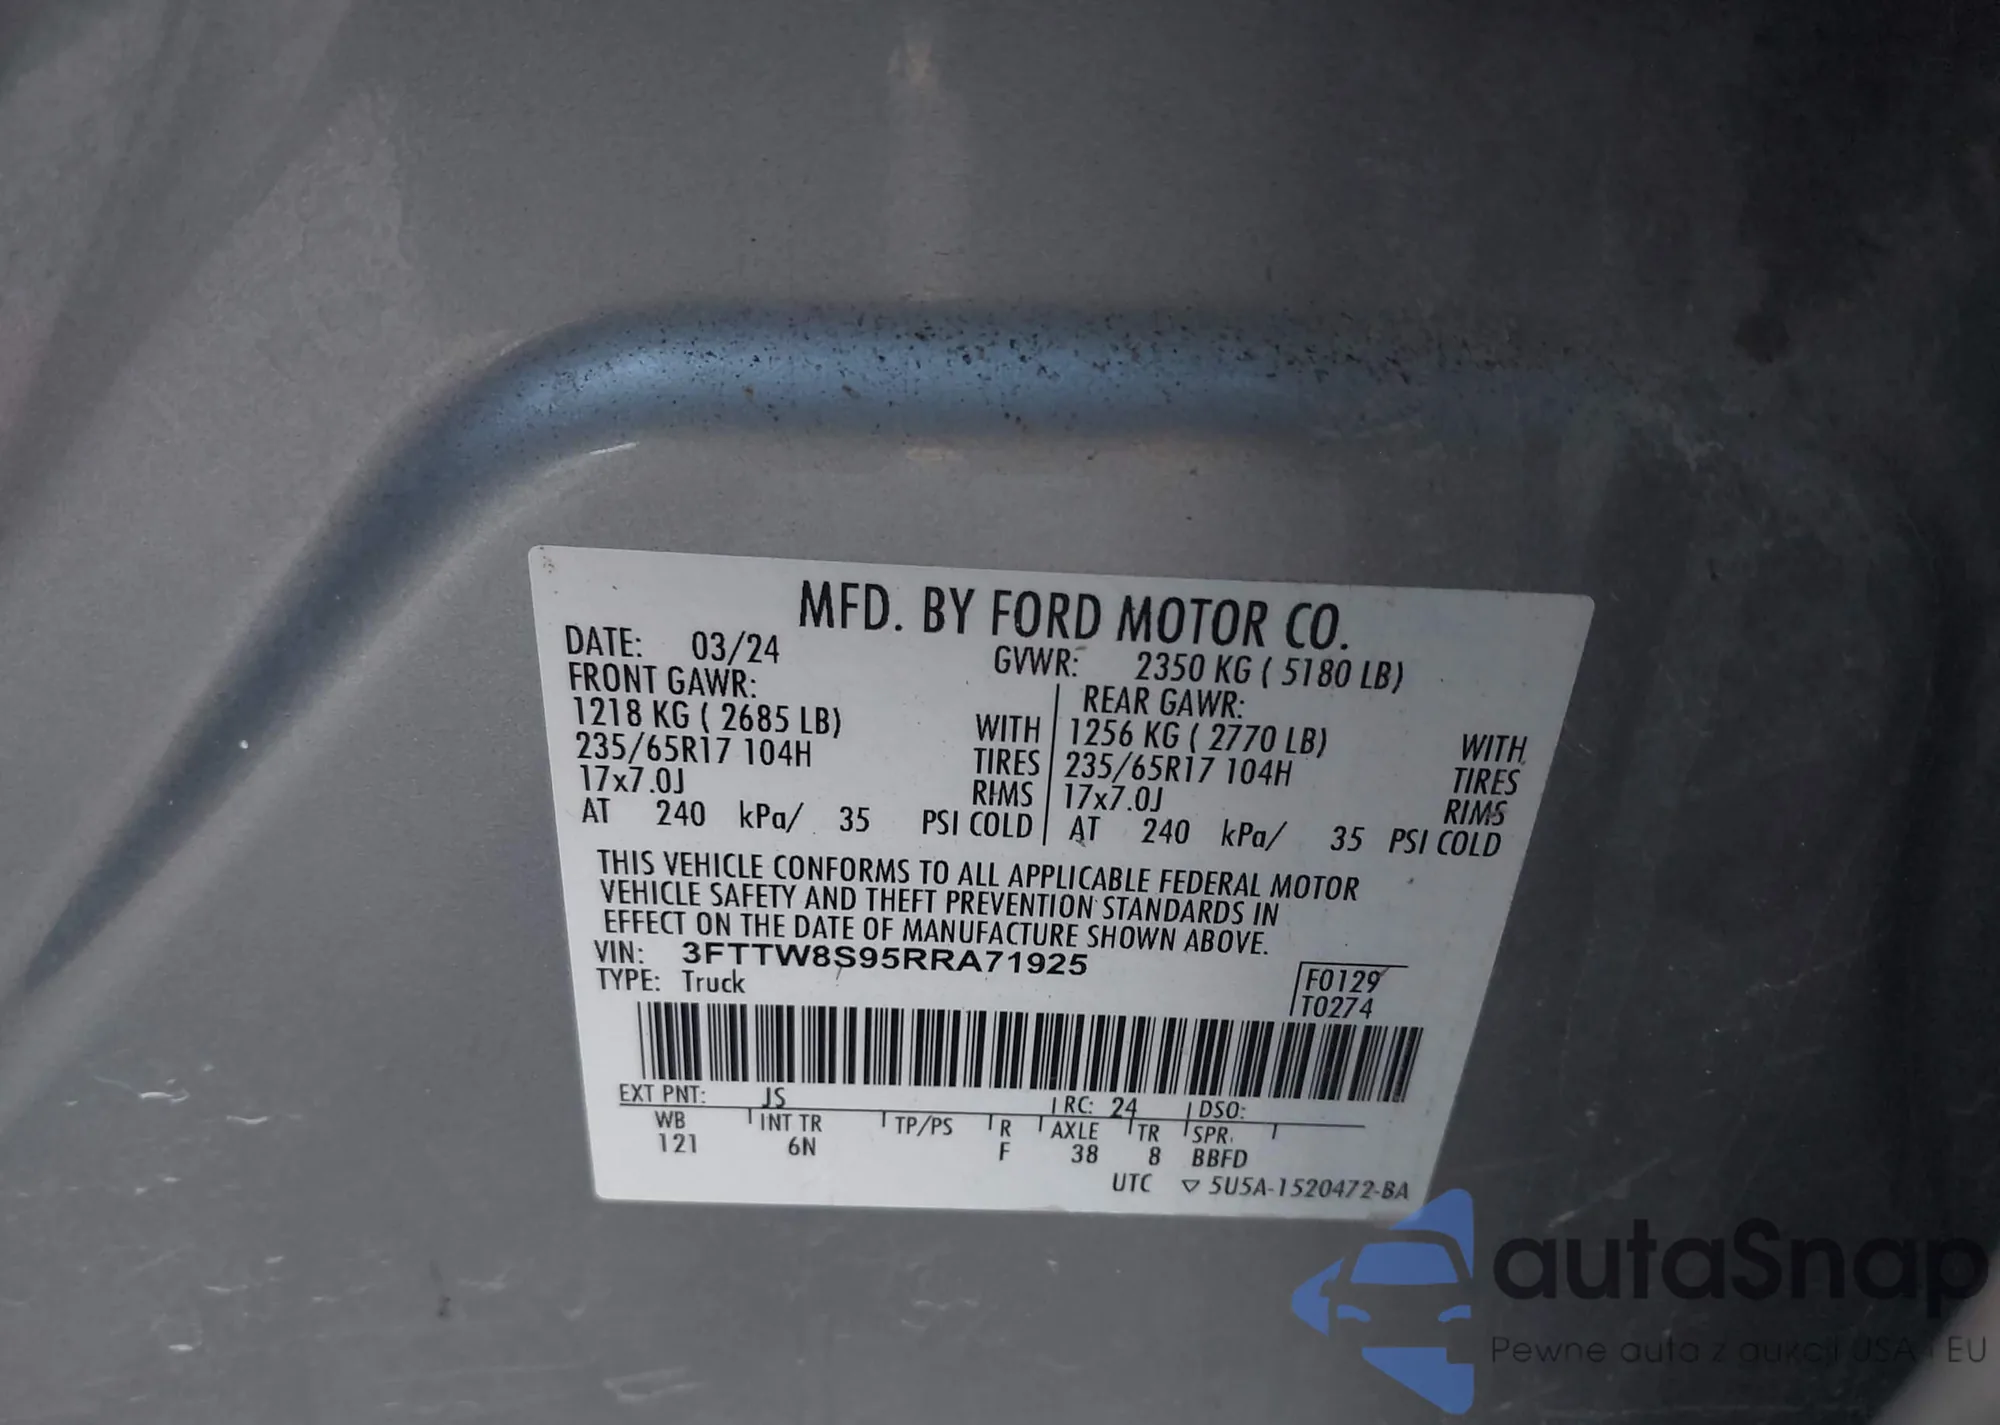 MFD. BY FORD MOTOR CO.
DATE: 03/24 GVWR: 2350 KG ( 5180 LB)
FRONT GAWR: REAR GAWR:
1218 KG ( 2685 LB) WITH 1256 KG ( 2770 LB) WITH
235/65R17 104H TIRES 235/65R17 104H TIRES
17x7.0J RIMS 17x7.0J RIMS
AT 240 kPa/ 35 PSI COLD AT 240 kPa/ 35 PSI COLD
THIS VEHICLE CONFORMS TO ALL APPLICABLE FEDERAL MOTOR
VEHICLE SAFETY AND THEFT PREVENTION STANDARDS IN
EFFECT ON THE DATE OF MANUFACTURE SHOWN ABOVE.
VIN: 3FTTW8S95RRA71925
TYPE: Truck
F0129
T0274
EXT PNT: JS RC: 24 DSO:
WB INT TR TP/PS R AXLE TR SPR
121 6N F 38 8 BBFD
UTC ▽ 5U5A-1520472-BA
autaSnap
Pewne auta z aukcji USA i EU